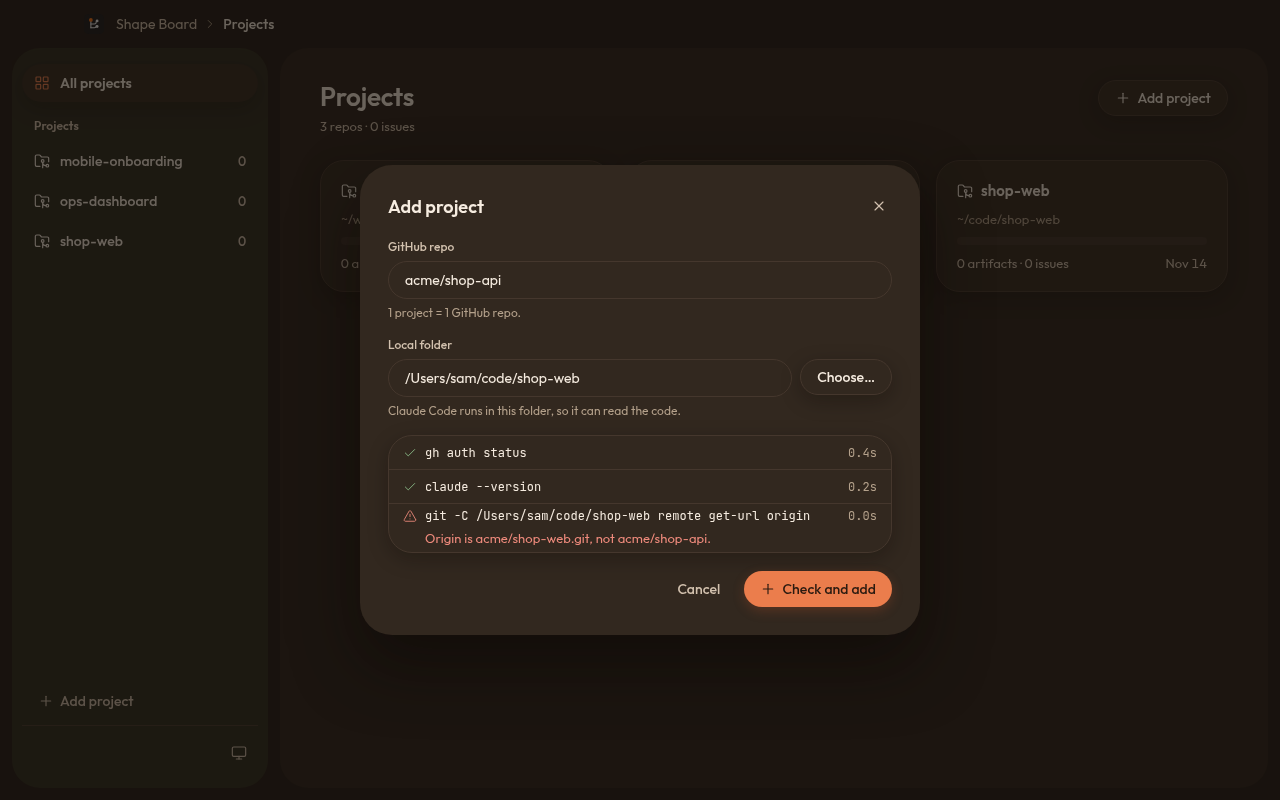 Shape Board > Projects
All projects
Projects
mobile-onboarding 0
ops-dashboard 0
shop-web 0
Add project
Projects
3 repos · 0 issues
Add project
~/w
0 a
shop-web
~/code/shop-web
0 artifacts · 0 issues Nov 14
Add project
GitHub repo
acme/shop-api
1 project = 1 GitHub repo.
Local folder
/Users/sam/code/shop-web
Choose...
Claude Code runs in this folder, so it can read the code.
gh auth status 0.4s
claude --version 0.2s
git -C /Users/sam/code/shop-web remote get-url origin 0.0s
Origin is acme/shop-web.git, not acme/shop-api.
Cancel
Check and add